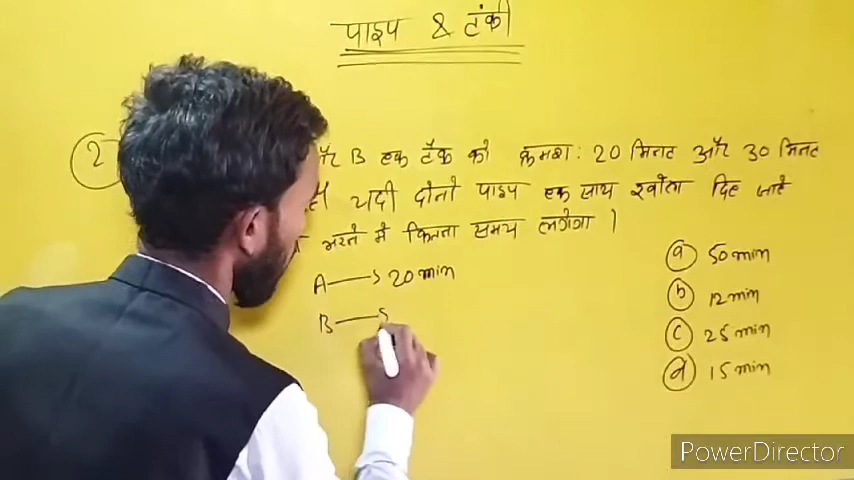 पाइप & टंकी
2 और B एक टैंक को क्रमश: 20 मिनट और 30 मिनट
है यदी दोनो पाइप एक साथ खोला दिए जाते
भरने में कितना समय लगेगा ।
A → 20 min
B →
a 50 min
b 12 min
c 25 min
d 15 min
PowerDirector